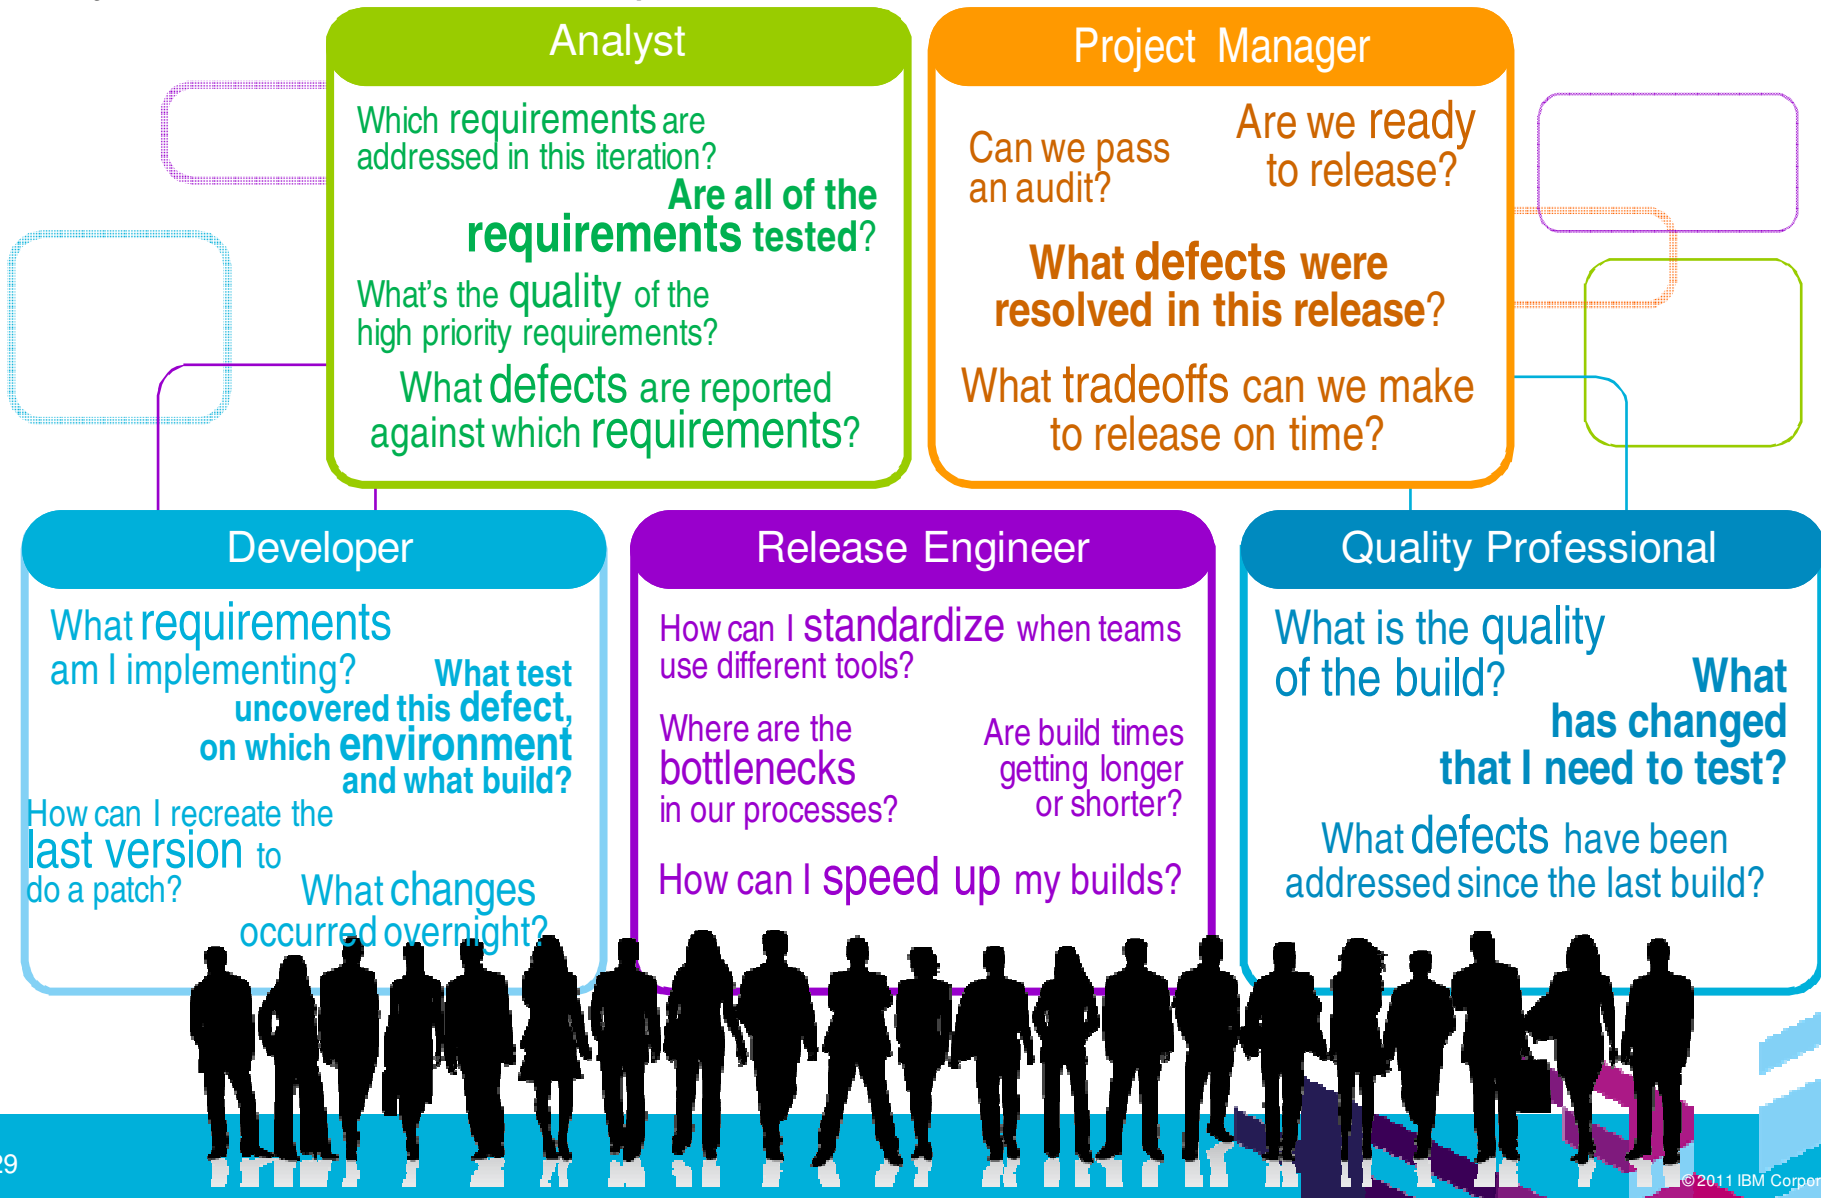 Analyst
Which requirements are
addressed in this iteration?
Are all of the
requirements tested?
What's the quality of the
high priority requirements?
What defects are reported
against which requirements?
Project Manager
Can we pass
an audit?
Are we ready
to release?
What defects were
resolved in this release?
What tradeoffs can we make
to release on time?
Developer
What requirements
am I implementing?
What test
uncovered this defect,
on which environment
and what build?
How can I recreate the
last version to
do a patch?
What changes
occurred overnight?
Release Engineer
How can I standardize when teams
use different tools?
Where are the
bottlenecks
in our processes?
Are build times
getting longer
or shorter?
How can I speed up my builds?
Quality Professional
What is the quality
of the build?
What
has changed
that I need to test?
What defects have been
addressed since the last build?
29
©2011 IBM Corpor